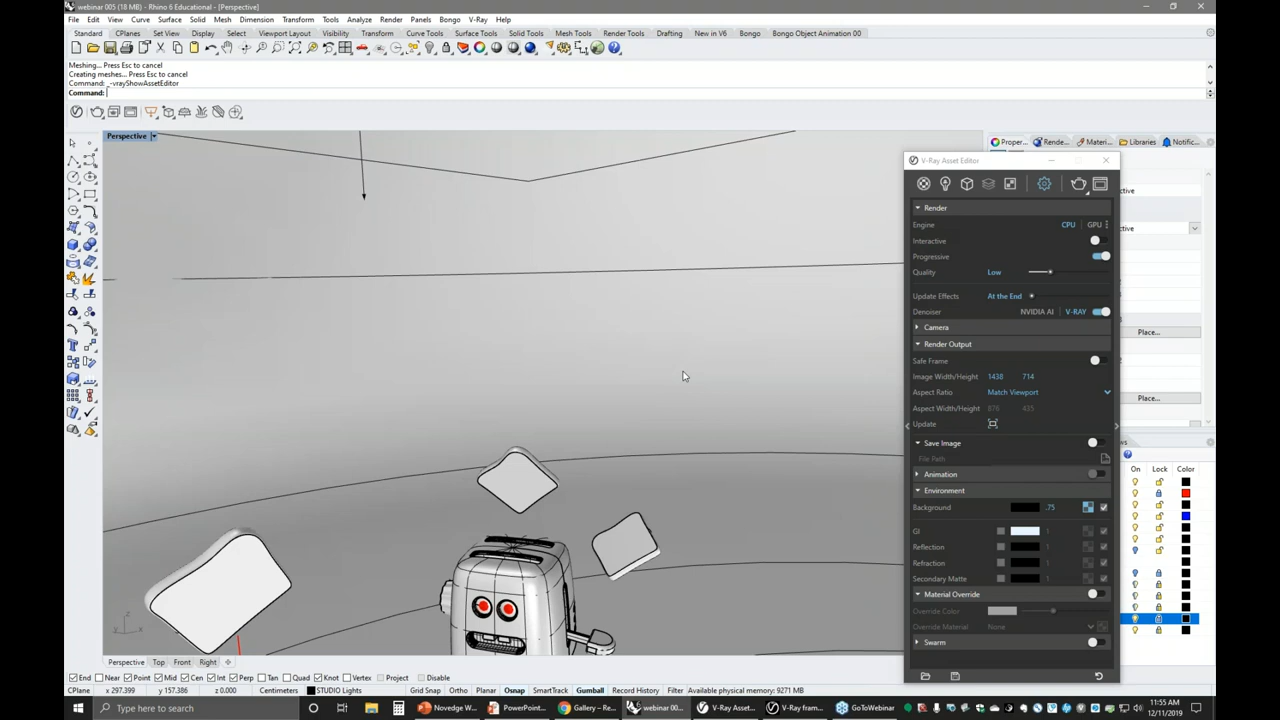 webinar 005 (18 MB) - Rhino 6 Educational - [Perspective]
File Edit View Curve Surface Solid Mesh Dimension Transform Tools Analyze Render Panels Bongo V-Ray Help
Standard CPlanes Set View Display Select Viewport Layout Visibility Transform Curve Tools Surface Tools Solid Tools Mesh Tools Render Tools Drafting New in V6 Bongo Bongo Object Animation 00
Meshing... Press Esc to cancel
Creating meshes... Press Esc to cancel
Command: _-vrayShowAssetEditor
Command:
Perspective
Proper... Rende... Materi... Libraries Notific...
V-Ray Asset Editor
Render
Engine CPU GPU
Interactive
Progressive
Quality Low
Update Effects At the End
Denoiser NVIDIA AI V-RAY
Camera
Place...
Render Output
Safe Frame
Image Width/Height 1438 714
Aspect Ratio Match Viewport
Place...
Aspect Width/Height 876 435
Update
Save Image
File Path
On Lock Color
Animation
Environment
Background .75
GI 1
Reflection 1
Refraction 1
Secondary Matte 1
Material Override
Override Color
Override Material None
Swarm
z
y
x
Perspective Top Front Right
End Near Point Mid Cen Int Perp Tan Quad Knot Vertex Project Disable
CPlane x 297.399 y 157.386 z 0.000 Centimeters STUDIO Lights Grid Snap Ortho Planar Osnap SmartTrack Gumball Record History Filter Available physical memory: 9271 MB
Type here to search Novedge W... PowerPoint... Gallery - Re... webinar 00... V-Ray Asse... V-Ray fram... GoToWebinar 11:55 AM
12/11/2019